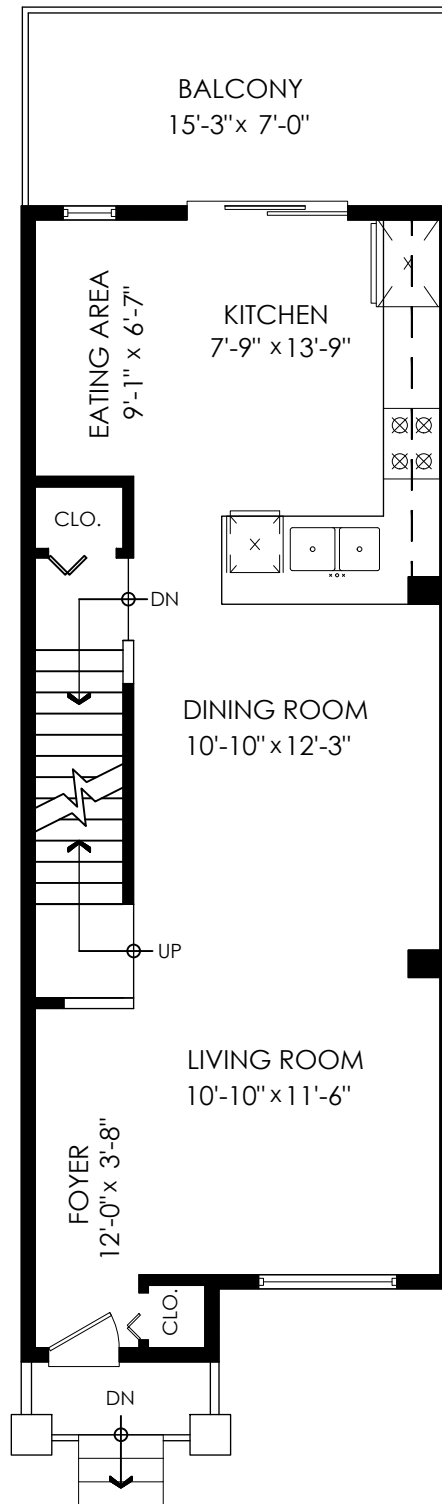 BALCONY
15'-3" x 7'-0"
EATING AREA
9'-1" x 6'-7"
KITCHEN
7'-9" x 13'-9"
CLO.
DN
DINING ROOM
10'-10" x 12'-3"
UP
LIVING ROOM
10'-10" x 11'-6"
FOYER
12'-0" x 3'-8"
CLO.
DN